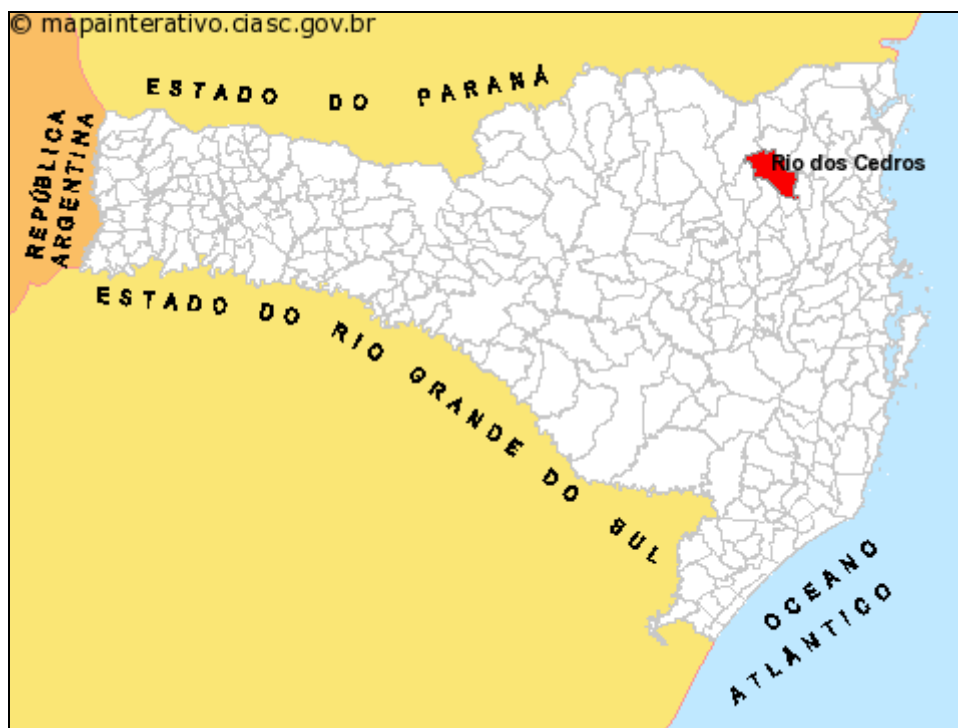 © mapainterativo.ciasc.gov.br
ESTADO DO PARANÁ
REPÚBLICA
ARGENTINA
Rio dos Cedros
ESTADO DO RIO GRANDE DO SUL
OCEANO
ATLÂNTICO